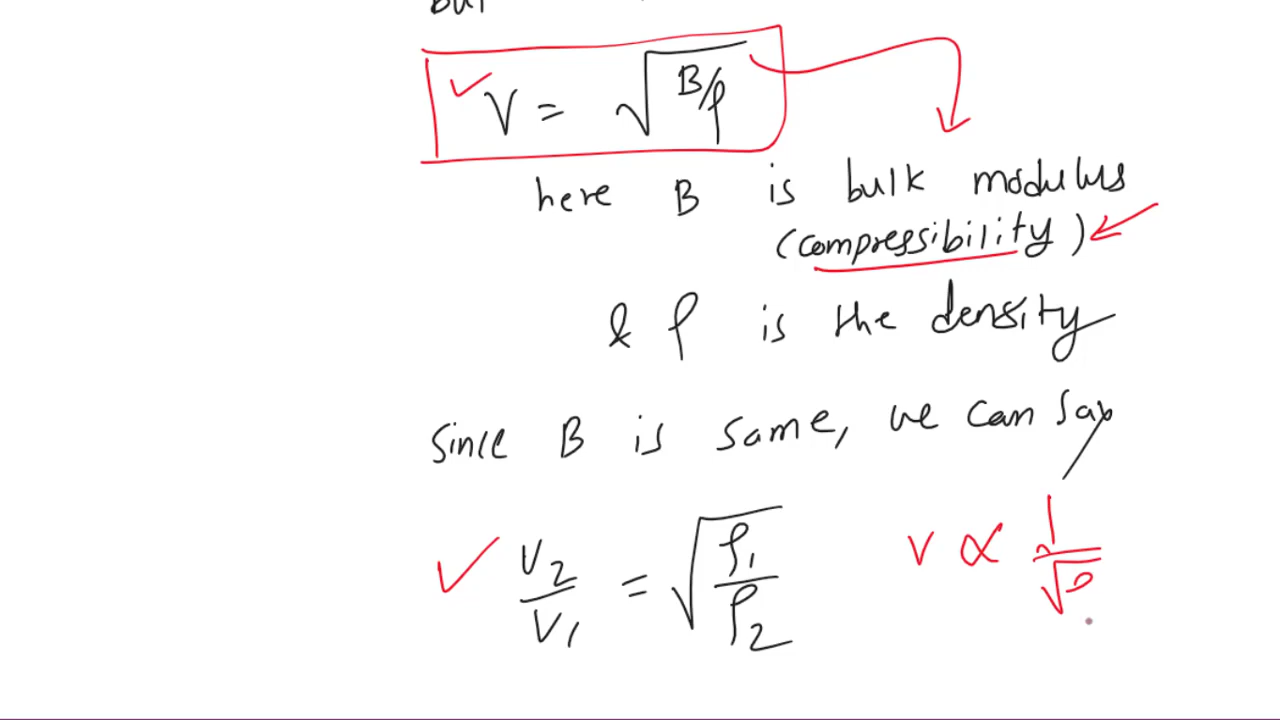 but
V = √B/ρ
here B is bulk modulus
(compressibility)
& ρ is the density
Since B is same, we can say
V2/V1 = √ρ1/ρ2 V ∝ 1/√ρ